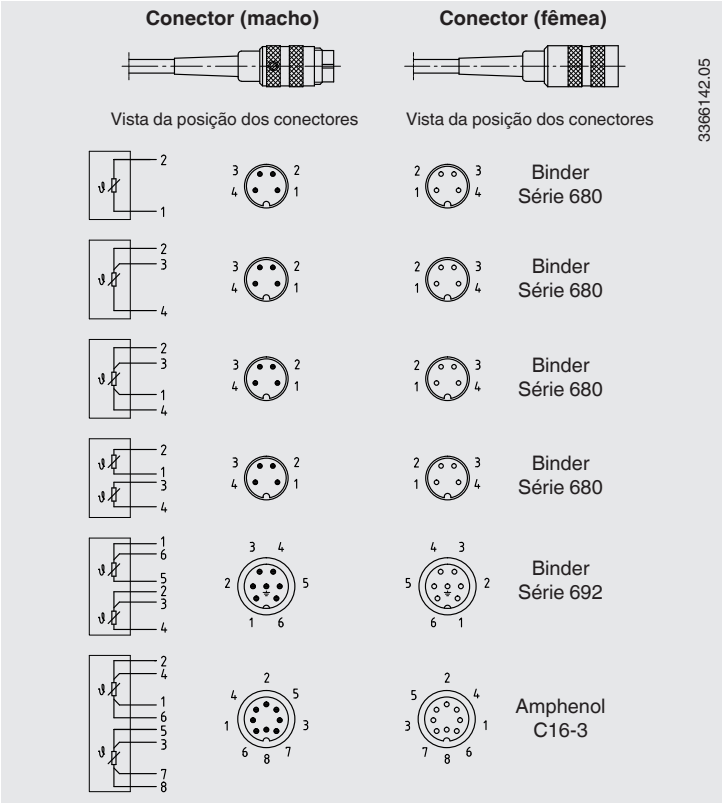 Conector (macho) Conector (fêmea)
3366142.05
Vista da posição dos conectores Vista da posição dos conectores
ϑ 2 1
3 2 4 1
2 3 1 4
Binder
Série 680
ϑ 2 3 4
3 2 4 1
2 3 1 4
Binder
Série 680
ϑ 2 3 1 4
3 2 4 1
2 3 1 4
Binder
Série 680
ϑ 2 1 ϑ 3 4
3 2 4 1
2 3 1 4
Binder
Série 680
ϑ 1 6 5 ϑ 2 3 4
3 4 2 5 1 6
4 3 5 2 6 1
Binder
Série 692
ϑ 2 4 1 6 ϑ 5 3 7 8
2 4 5 1 3 6 7 8
2 5 4 3 1 7 6 8
Amphenol
C16-3